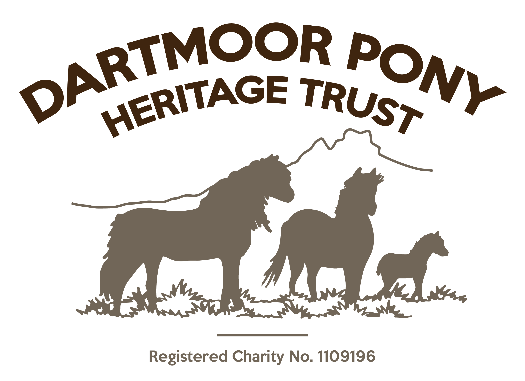 DARTMOOR PONY
HERITAGE TRUST
Registered Charity No. 1109196